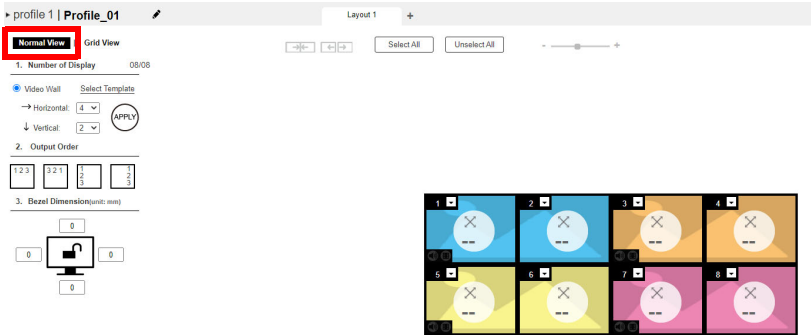 profile 1 | Profile_01
Layout 1 +
Normal View | Grid View
Select All Unselect All - +
1. Number of Display 08/08
Video Wall Select Template
Horizontal: 4
Vertical: 2
APPLY
2. Output Order
1 2 3
3 2 1
1
2
3
1
2
3
3. Bezel Dimension(unit: mm)
0
0 0
0
1 2 3 4
-- -- -- --
5 6 7 8
-- -- -- --